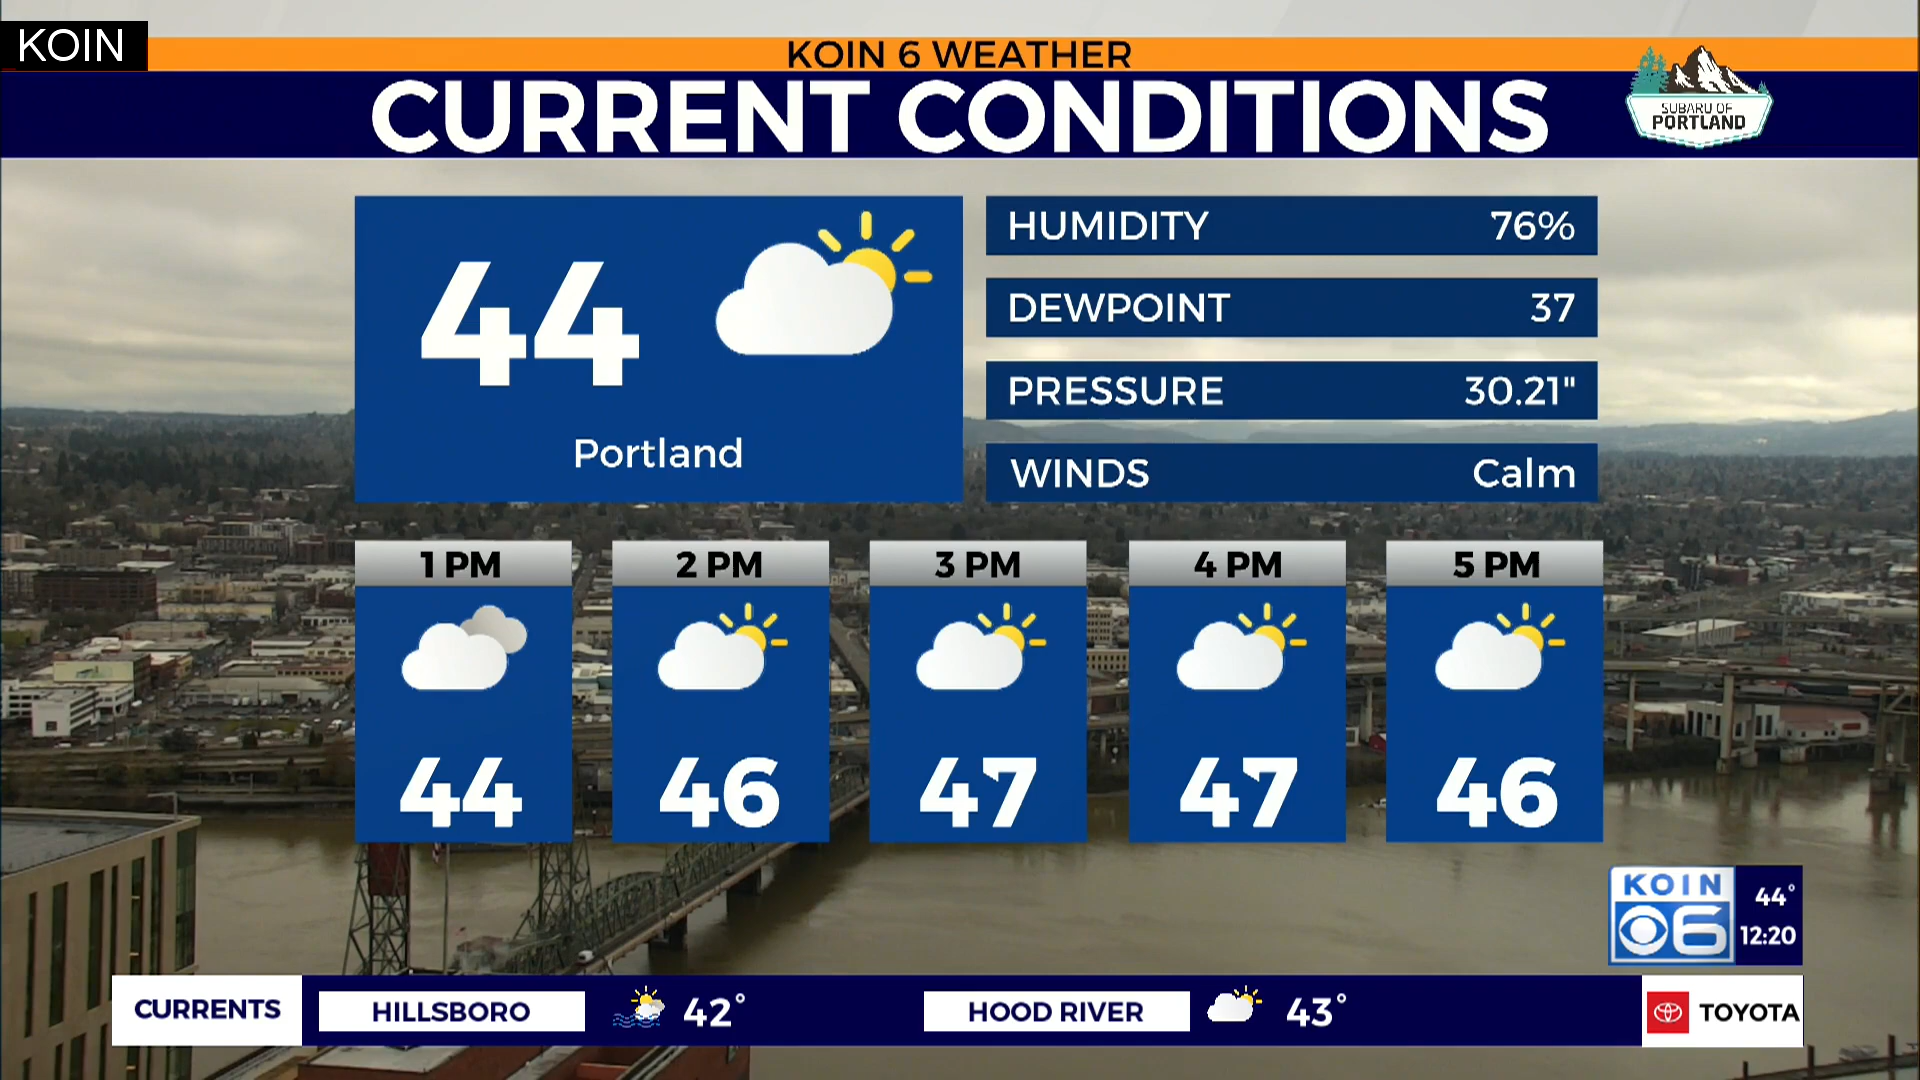 KOIN
KOIN 6 WEATHER
CURRENT CONDITIONS
SUBARU OF
PORTLAND
44
Portland
HUMIDITY 76%
DEWPOINT 37
PRESSURE 30.21"
WINDS Calm
1 PM 2 PM 3 PM 4 PM 5 PM
44 46 47 47 46
KOIN
6
44°
12:20
CURRENTS HILLSBORO 42° HOOD RIVER 43° TOYOTA